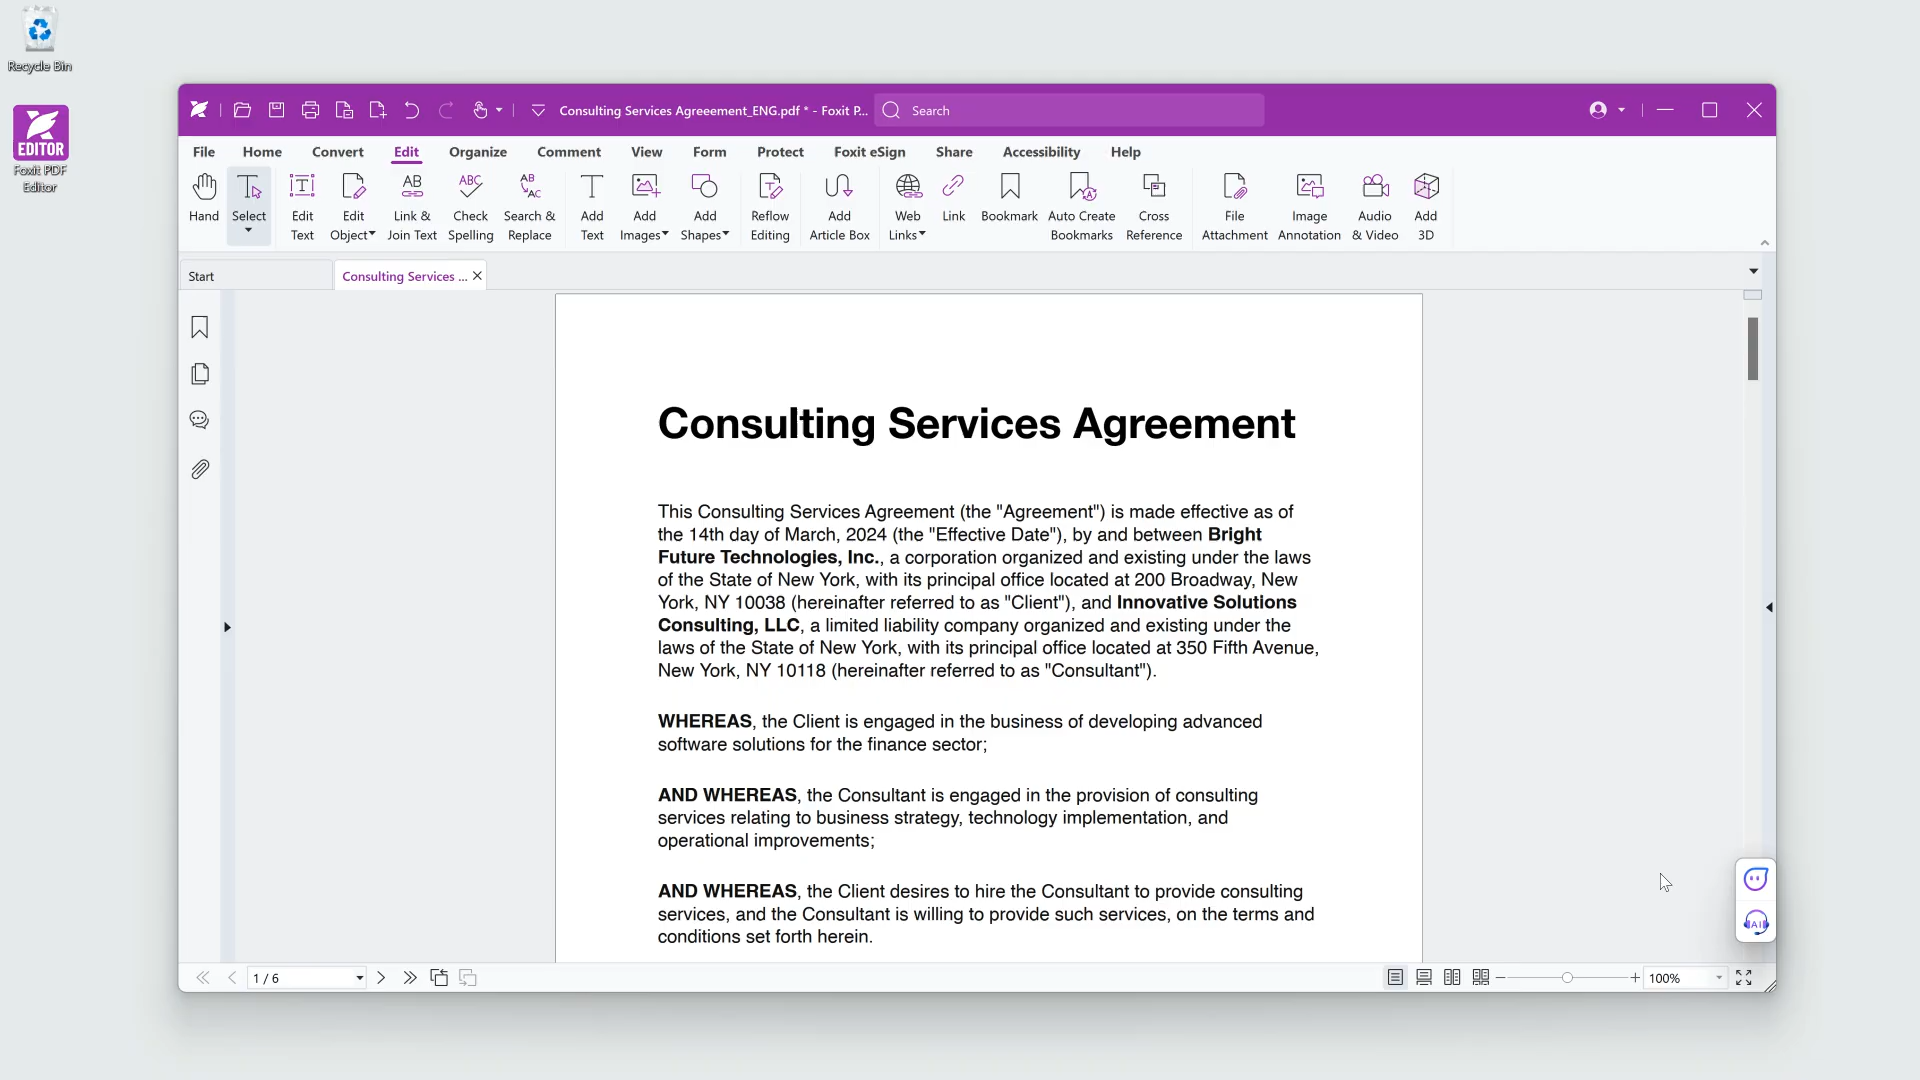 Recycle Bin
EDITOR
Foxit PDF
Editor
Consulting Services Agreeement_ENG.pdf * - Foxit P...
Search
File Home Convert Edit Organize Comment View Form Protect Foxit eSign Share Accessibility Help
Hand
Select
Edit
Text
Edit
Object
AB
Link &
Join Text
ABC
Check
Spelling
AB
AC
Search &
Replace
Add
Text
Add
Images
Add
Shapes
Reflow
Editing
Add
Article Box
Web
Links
Link
Bookmark
Auto Create
Bookmarks
Cross
Reference
File
Attachment
Image
Annotation
Audio
& Video
Add
3D
Start
Consulting Services ...
Consulting Services Agreement
This Consulting Services Agreement (the "Agreement") is made effective as of
the 14th day of March, 2024 (the "Effective Date"), by and between Bright
Future Technologies, Inc., a corporation organized and existing under the laws
of the State of New York, with its principal office located at 200 Broadway, New
York, NY 10038 (hereinafter referred to as "Client"), and Innovative Solutions
Consulting, LLC, a limited liability company organized and existing under the
laws of the State of New York, with its principal office located at 350 Fifth Avenue,
New York, NY 10118 (hereinafter referred to as "Consultant").
WHEREAS, the Client is engaged in the business of developing advanced
software solutions for the finance sector;
AND WHEREAS, the Consultant is engaged in the provision of consulting
services relating to business strategy, technology implementation, and
operational improvements;
AND WHEREAS, the Client desires to hire the Consultant to provide consulting
services, and the Consultant is willing to provide such services, on the terms and
conditions set forth herein.
AI
1 / 6
100%